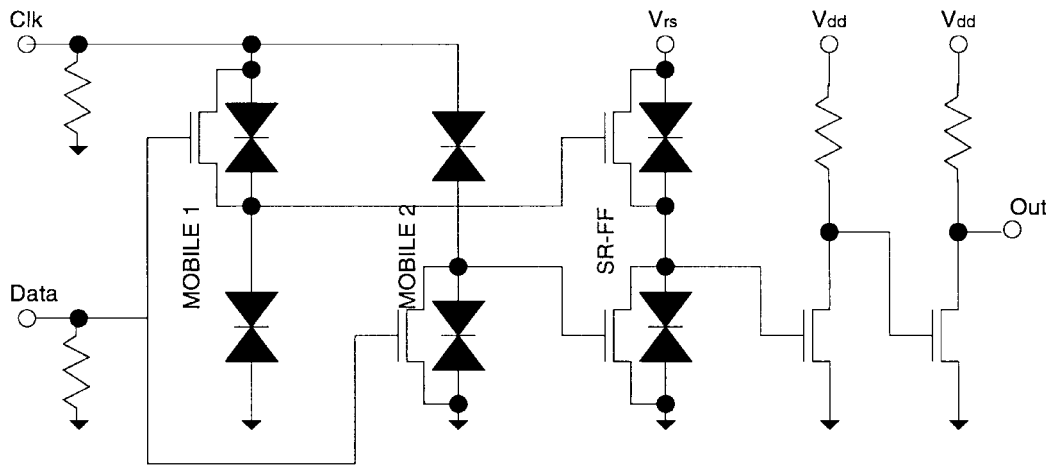 Clk
Vrs
Vdd
Vdd
MOBILE 1
MOBILE 2
SR-FF
Out
Data